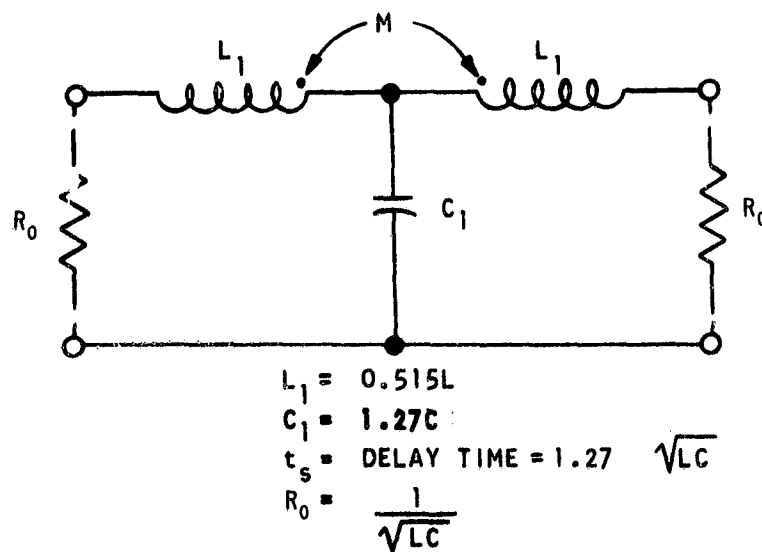 M
L₁ L₁
R₀ C₁ R₀
L₁ = 0.515L
C₁ = 1.27C
tₛ = DELAY TIME = 1.27 √LC
R₀ = 1/√LC